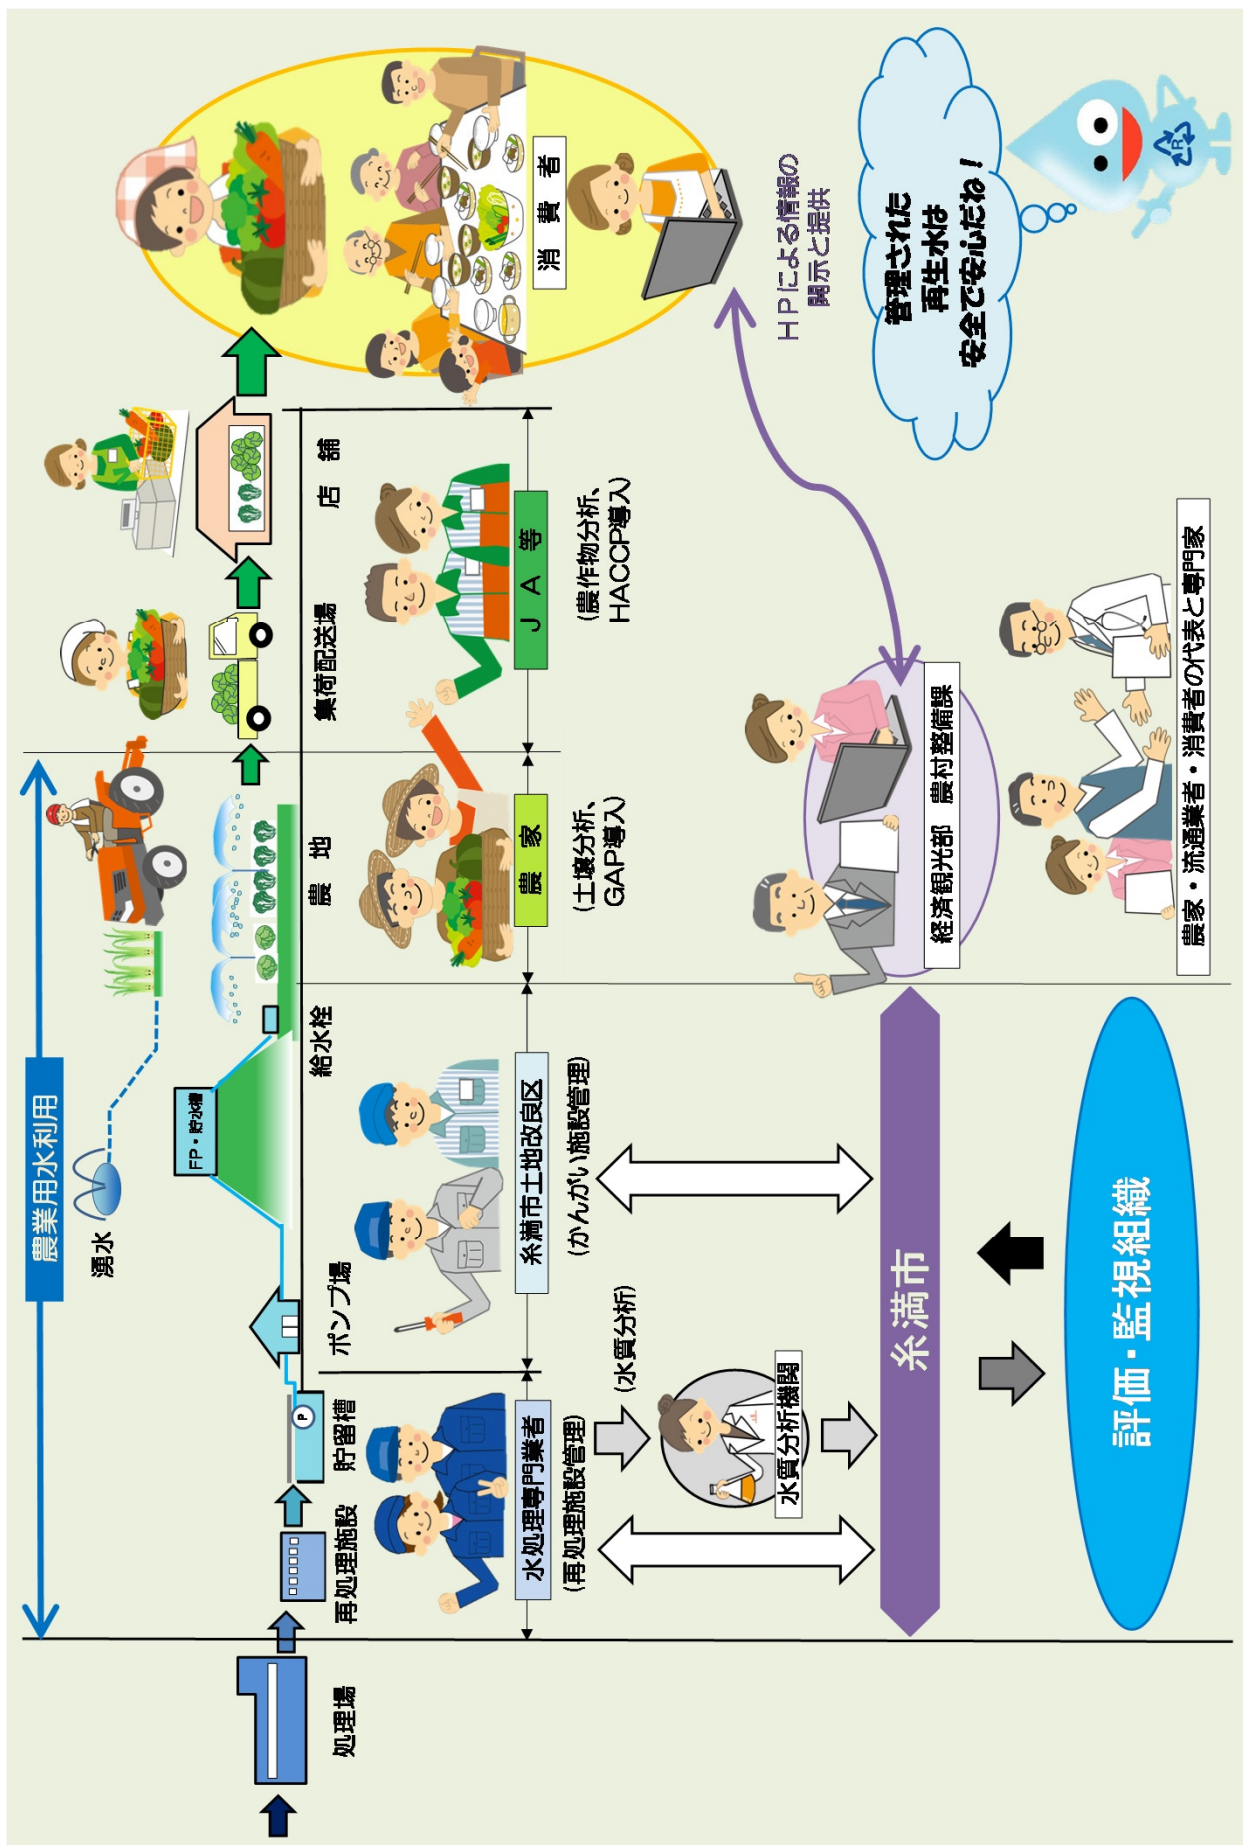 農業用水利用
湧水
FP・貯水槽
P
処理場
再処理施設
貯留槽
ポンプ場
給水栓
農地
集荷配送場
店舗
水処理専門業者
(再処理施設管理)
糸満市土地改良区
(かんがい施設管理)
農家
(土壌分析、
GAP導入)
JA等
(農作物分析、
HACCP導入)
消費者
(水質分析)
水質分析機関
糸満市
経済観光部 農村整備課
HPによる情報の
開示と提供
評価・監視組織
農家・流通業者・消費者の代表と専門家
管理された
再生水は
安全で安心だね！
R